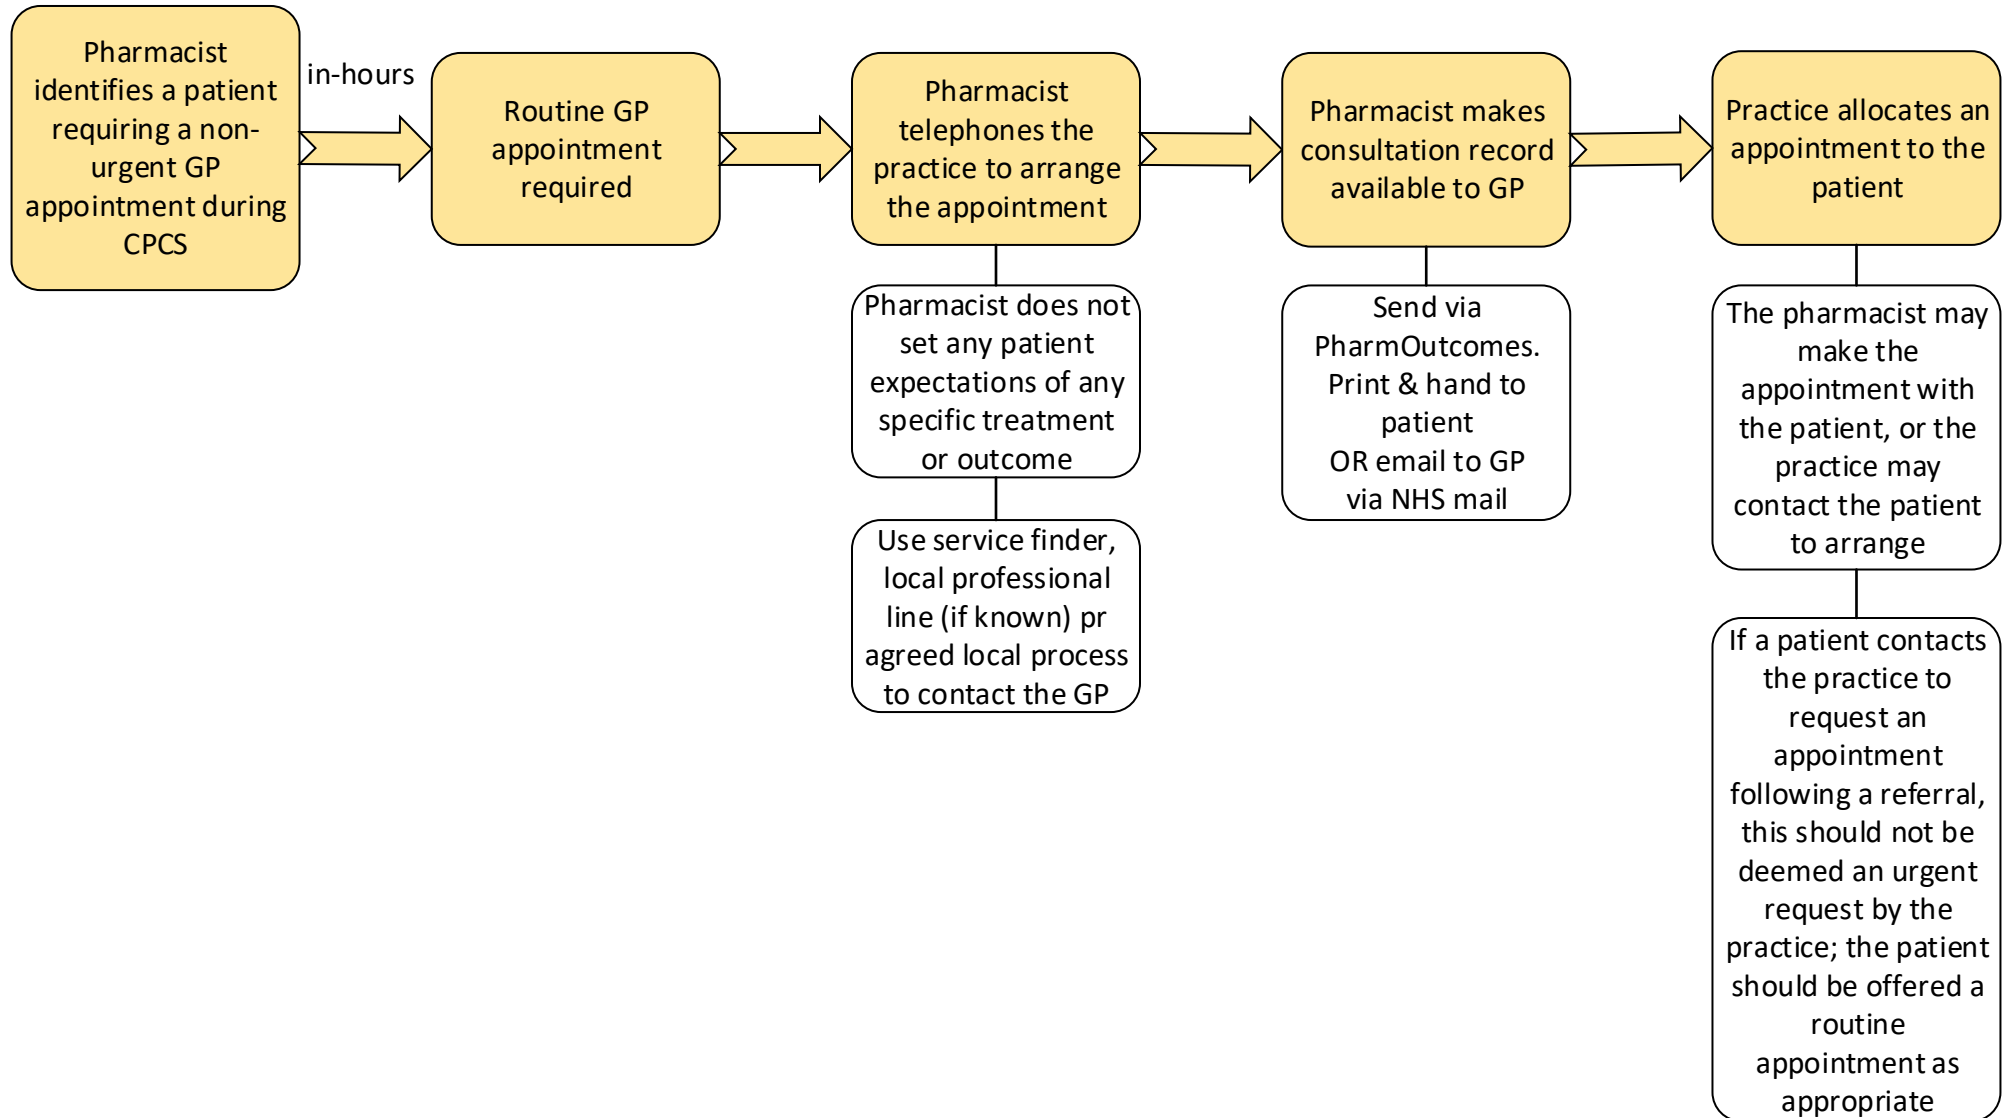 Pharmacist
identifies a patient
requiring a non-
urgent GP
appointment during
CPCS
in-hours
Routine GP
appointment
required
Pharmacist
telephones the
practice to arrange
the appointment
Pharmacist does not
set any patient
expectations of any
specific treatment
or outcome
Use service finder,
local professional
line (if known) pr
agreed local process
to contact the GP
Pharmacist makes
consultation record
available to GP
Send via
PharmOutcomes.
Print & hand to
patient
OR email to GP
via NHS mail
Practice allocates an
appointment to the
patient
The pharmacist may
make the
appointment with
the patient, or the
practice may
contact the patient
to arrange
If a patient contacts
the practice to
request an
appointment
following a referral,
this should not be
deemed an urgent
request by the
practice; the patient
should be offered a
routine
appointment as
appropriate